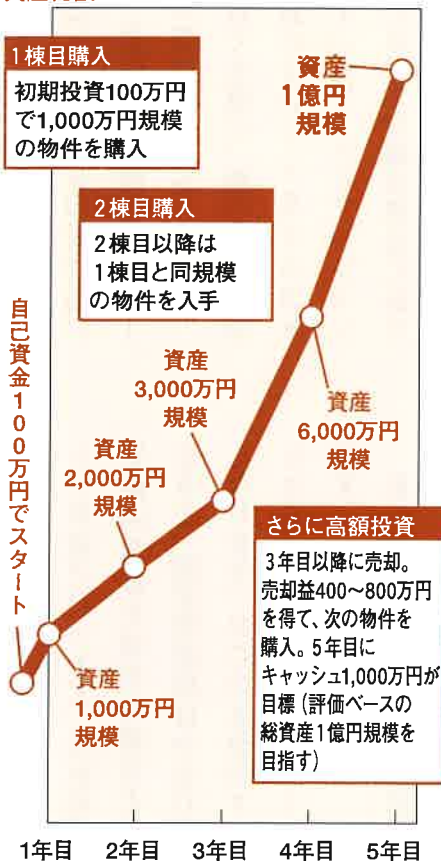 1棟目購入
初期投資100万円
で1,000万円規模
の物件を購入
資産
1億円
規模
2棟目購入
2棟目以降は
1棟目と同規模
の物件を入手
自己資金100万円でスタート
資産
3,000万円
規模
資産
2,000万円
規模
資産
6,000万円
規模
資産
1,000万円
規模
さらに高額投資
3年目以降に売却。
売却益400〜800万円
を得て、次の物件を
購入。5年目に
キャッシュ1,000万円が
目標(評価ベースの
総資産1億円規模を
目指す)
1年目 2年目 3年目 4年目 5年目